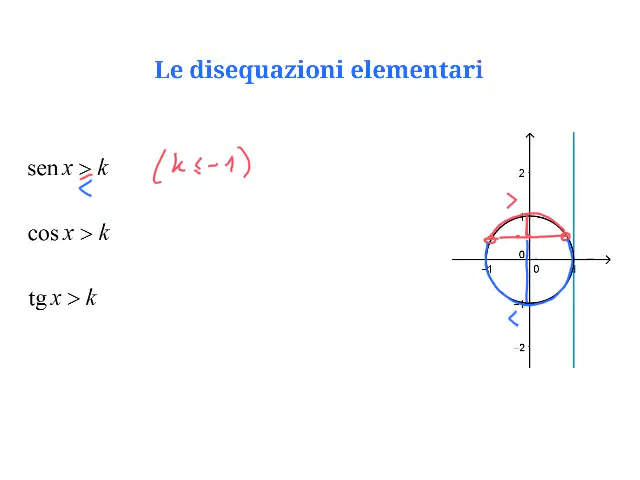 Le disequazioni elementari
sen x > k (k ≤ -1)
<
cos x > k
tg x > k
>
2
1
0
-1 0 1
-1
<
-2